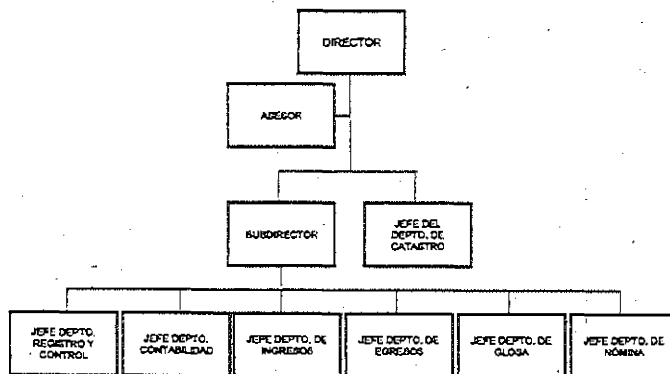 DIRECTOR
ASESOR
SUBDIRECTOR
JEFE DEL
DEPTO. DE
CATASTRO
JEFE DEPTO.
REGISTRO Y
CONTROL
JEFE DEPTO.
CONTABILIDAD
JEFE DEPTO. DE
INGRESOS
JEFE DEPTO. DE
EGRESOS
JEFE DEPTO. DE
GLOSA
JEFE DEPTO. DE
NÓMINA